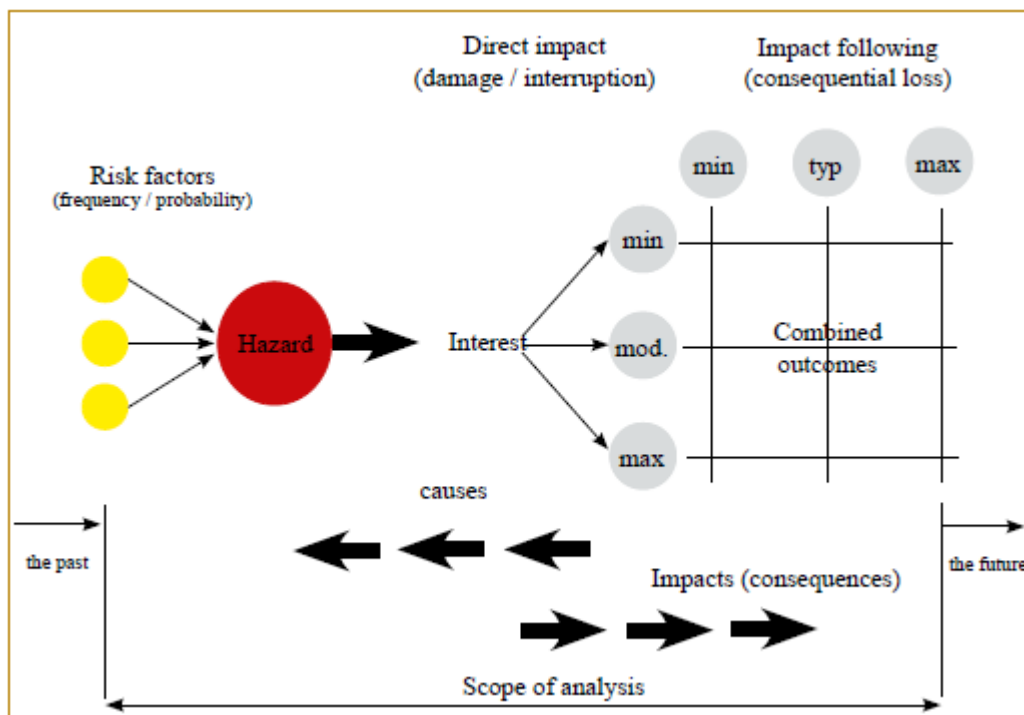 Direct impact
(damage / interruption)
Impact following
(consequential loss)
min
typ
max
Risk factors
(frequency / probability)
min
Hazard
Interest
mod.
Combined
outcomes
max
causes
the past
Impacts (consequences)
the future
Scope of analysis